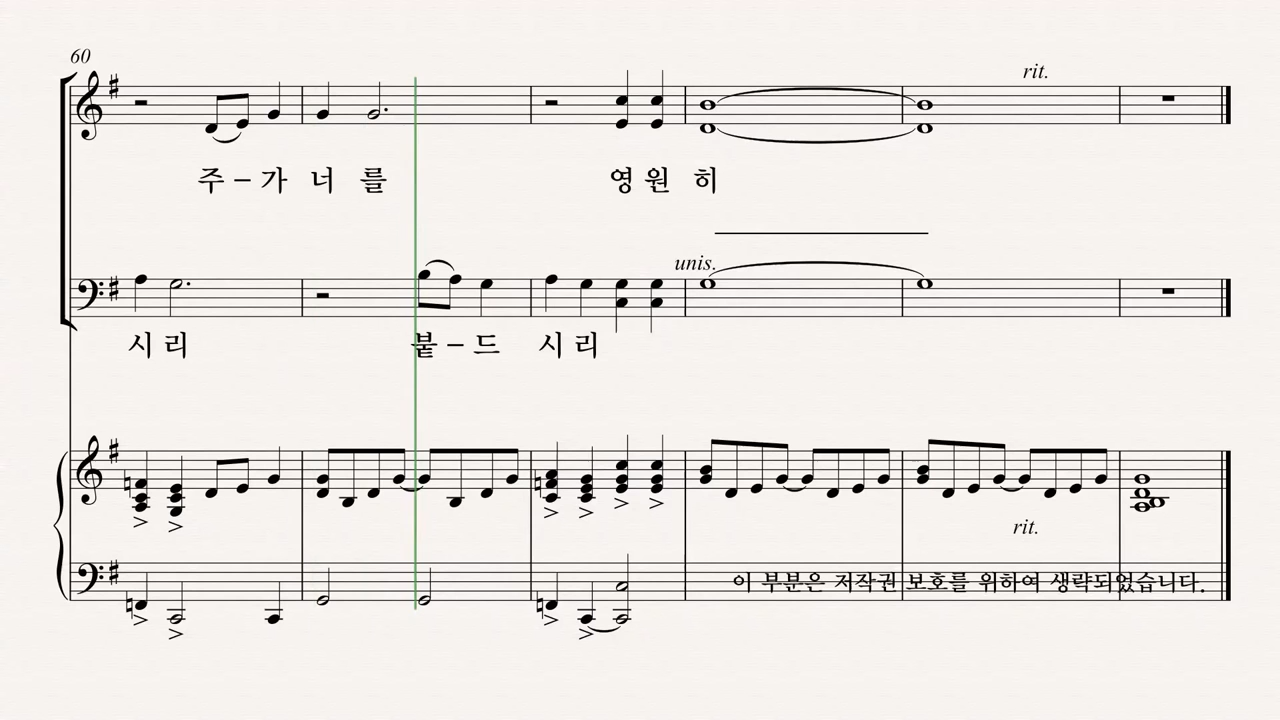 60
rit.
주 – 가 너 를 영 원 히
unis.
시 리 붙 – 드 시 리
rit.
이 부분은 저작권 보호를 위하여 생략되었습니다.